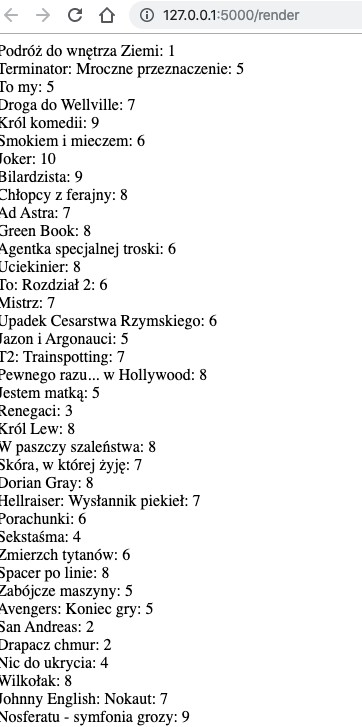 127.0.0.1:5000/render
Podróż do wnętrza Ziemi: 1
Terminator: Mroczne przeznaczenie: 5
To my: 5
Droga do Wellville: 7
Król komedii: 9
Smokiem i mieczem: 6
Joker: 10
Bilardzista: 9
Chłopcy z ferajny: 8
Ad Astra: 7
Green Book: 8
Agentka specjalnej troski: 6
Uciekinier: 8
To: Rozdział 2: 6
Mistrz: 7
Upadek Cesarstwa Rzymskiego: 6
Jazon i Argonauci: 5
T2: Trainspotting: 7
Pewnego razu... w Hollywood: 8
Jestem matką: 5
Renegaci: 3
Król Lew: 8
W paszczy szaleństwa: 8
Skóra, w której żyję: 7
Dorian Gray: 8
Hellraiser: Wysłannik piekieł: 7
Porachunki: 6
Sekstaśma: 4
Zmierzch tytanów: 6
Spacer po linie: 8
Zabójcze maszyny: 5
Avengers: Koniec gry: 5
San Andreas: 2
Drapacz chmur: 2
Nic do ukrycia: 4
Wilkołak: 8
Johnny English: Nokaut: 7
Nosferatu - symfonia grozy: 9